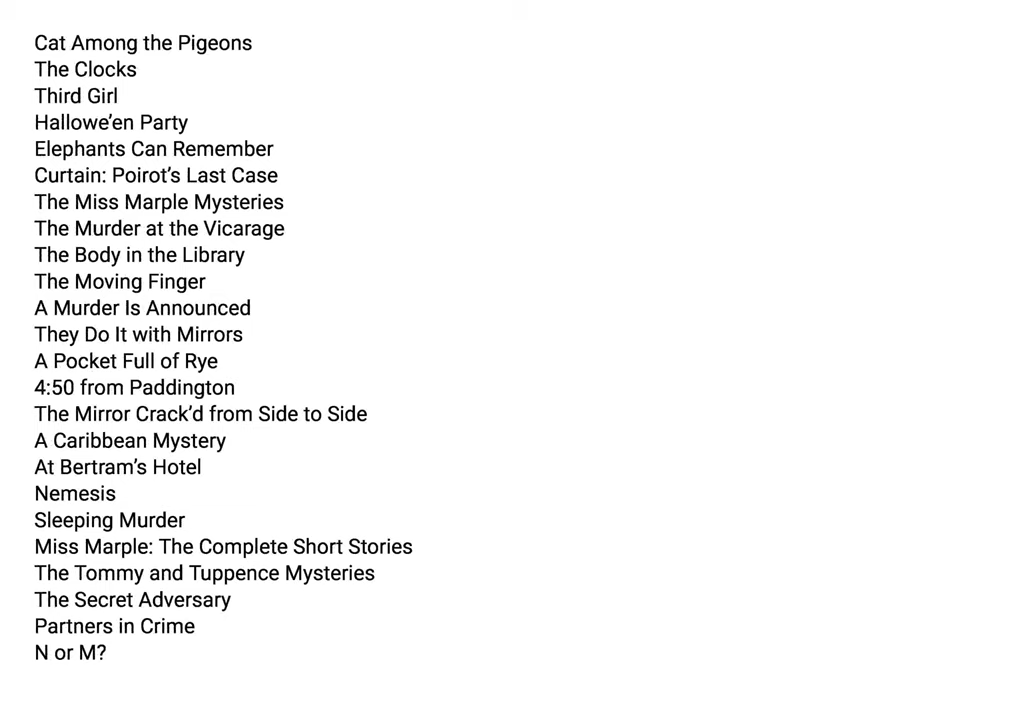 Cat Among the Pigeons
The Clocks
Third Girl
Hallowe’en Party
Elephants Can Remember
Curtain: Poirot’s Last Case
The Miss Marple Mysteries
The Murder at the Vicarage
The Body in the Library
The Moving Finger
A Murder Is Announced
They Do It with Mirrors
A Pocket Full of Rye
4:50 from Paddington
The Mirror Crack’d from Side to Side
A Caribbean Mystery
At Bertram’s Hotel
Nemesis
Sleeping Murder
Miss Marple: The Complete Short Stories
The Tommy and Tuppence Mysteries
The Secret Adversary
Partners in Crime
N or M?